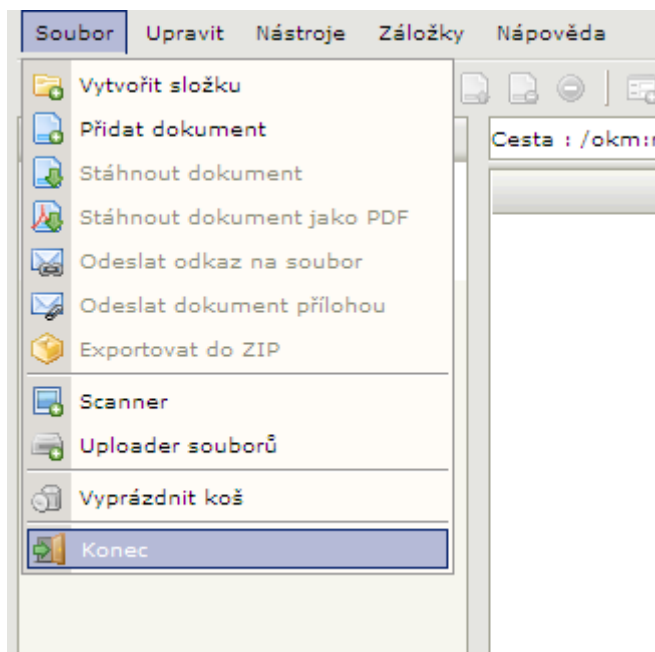 Soubor Upravit Nástroje Záložky Nápověda
Vytvořit složku
Přidat dokument
Cesta : /okm:
Stáhnout dokument
Stáhnout dokument jako PDF
Odeslat odkaz na soubor
Odeslat dokument přílohou
Exportovat do ZIP
Scanner
Uploader souborů
Vyprázdnit koš
Konec